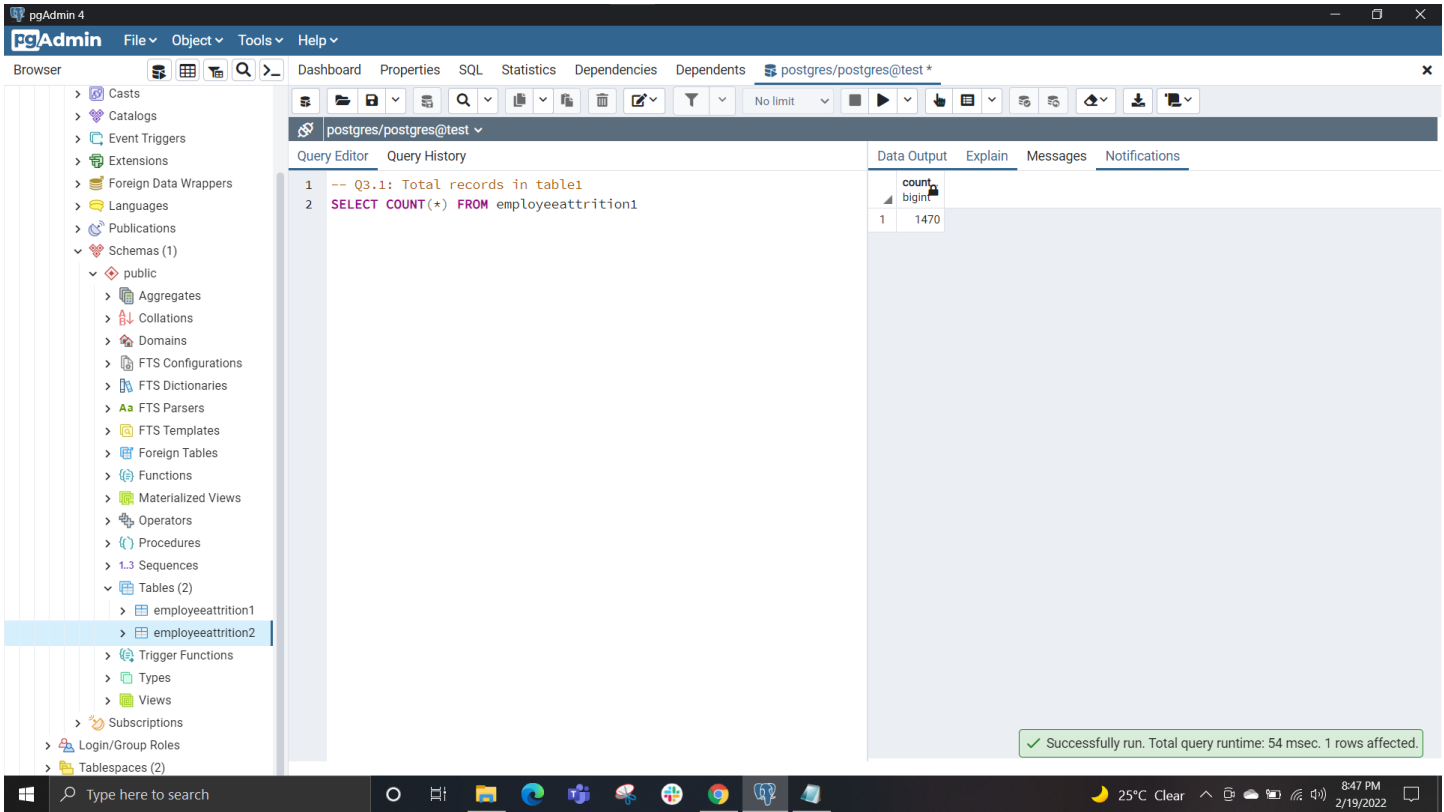 pgAdmin 4
pgAdmin File Object Tools Help
Browser Dashboard Properties SQL Statistics Dependencies Dependents postgres/postgres@test *
No limit
postgres/postgres@test
Query Editor Query History
Data Output Explain Messages Notifications
1 -- Q3.1: Total records in table1
2 SELECT COUNT(*) FROM employeeattrition1
count
bigint
1 1470
Casts
Catalogs
Event Triggers
Extensions
Foreign Data Wrappers
Languages
Publications
Schemas (1)
public
Aggregates
Collations
Domains
FTS Configurations
FTS Dictionaries
Aa FTS Parsers
FTS Templates
Foreign Tables
Functions
Materialized Views
Operators
Procedures
1..3 Sequences
Tables (2)
employeeattrition1
employeeattrition2
Trigger Functions
Types
Views
Subscriptions
Login/Group Roles
Tablespaces (2)
Successfully run. Total query runtime: 54 msec. 1 rows affected.
Type here to search
25°C Clear
8:47 PM
2/19/2022